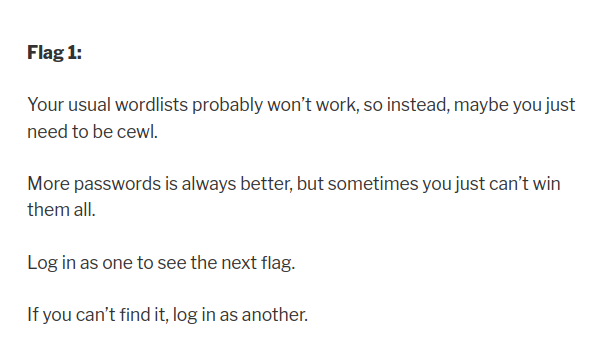 Flag 1:
Your usual wordlists probably won’t work, so instead, maybe you just
need to be cewl.
More passwords is always better, but sometimes you just can’t win
them all.
Log in as one to see the next flag.
If you can’t find it, log in as another.